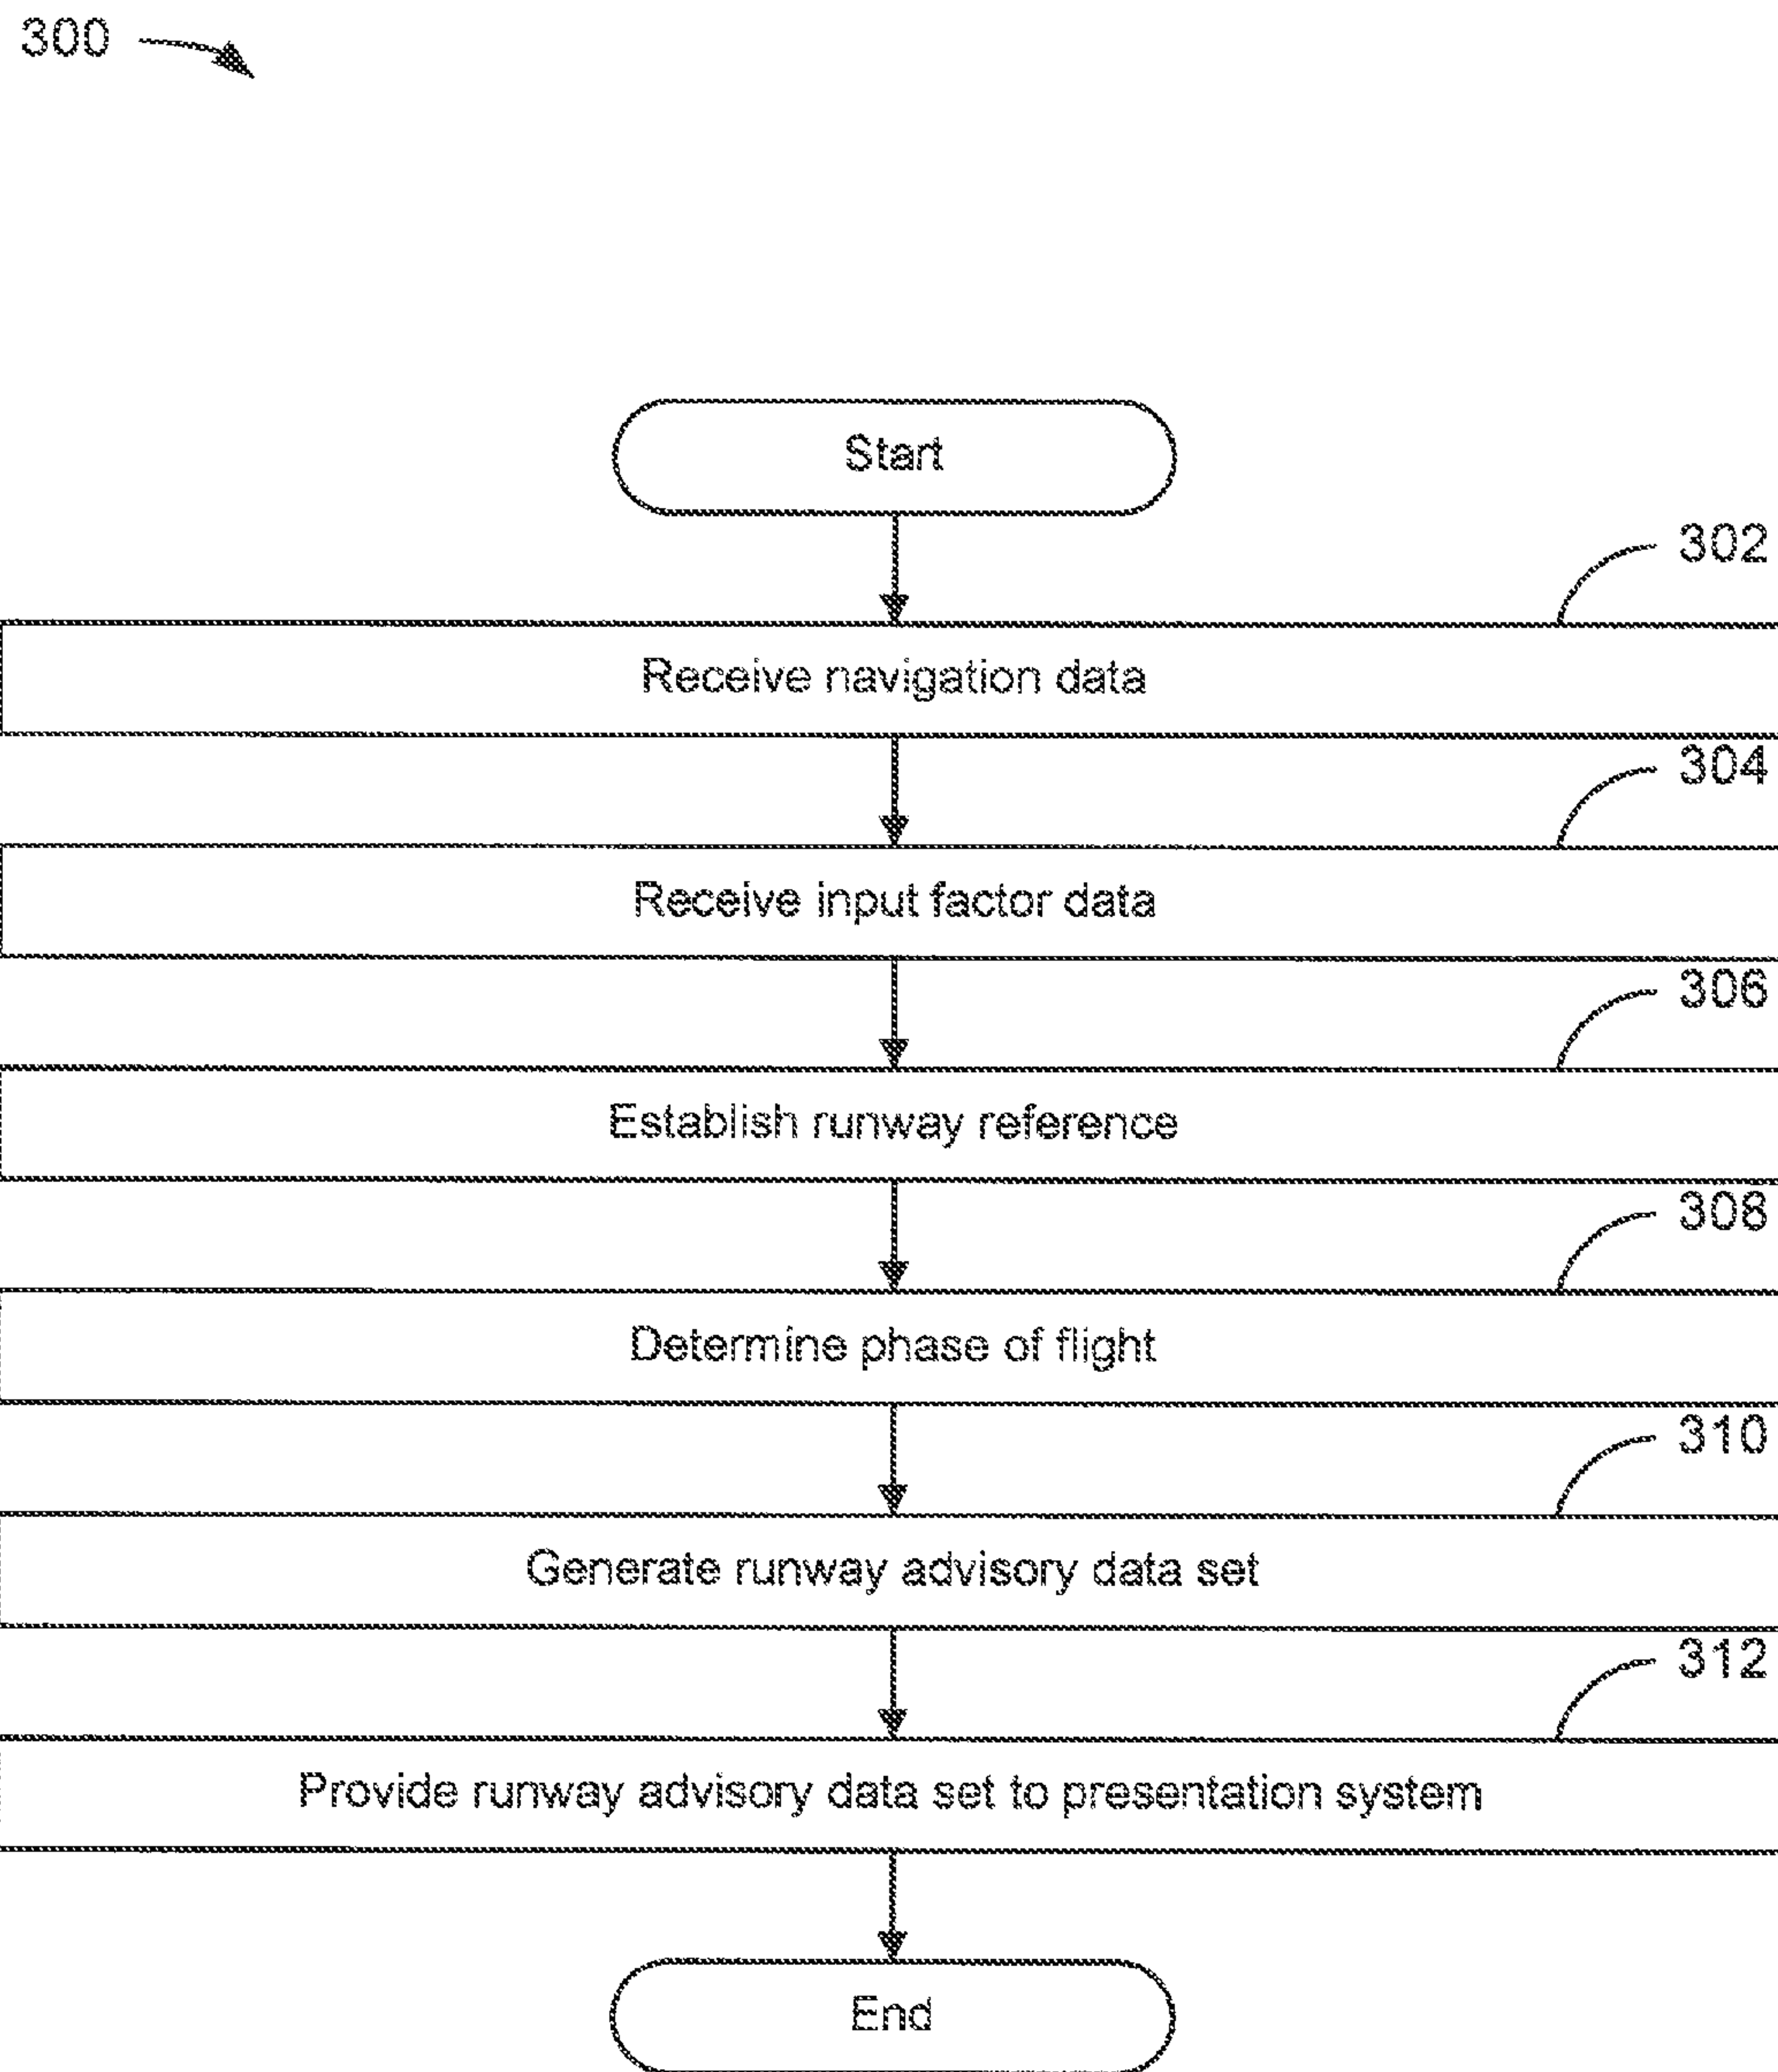 300
Start
302
Receive navigation data
304
Receive input factor data
306
Establish runway reference
308
Determine phase of flight
310
Generate runway advisory data set
312
Provide runway advisory data set to presentation system
End